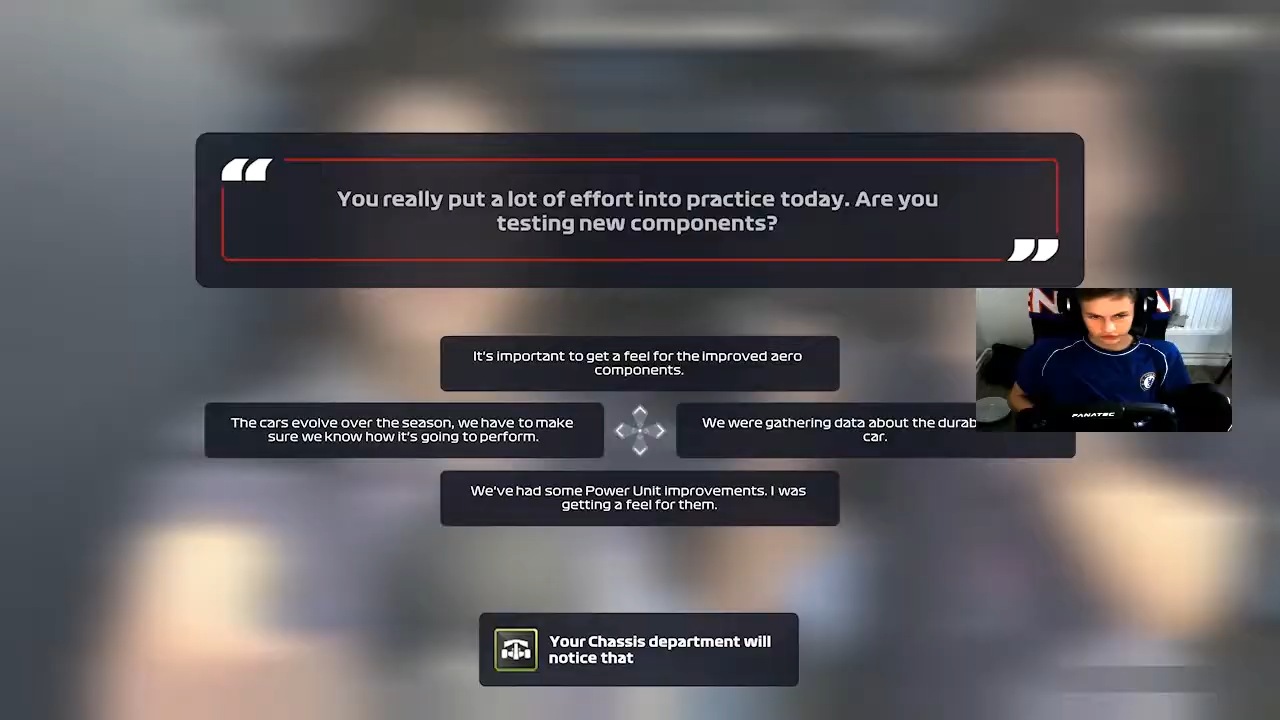 You really put a lot of effort into practice today. Are you
testing new components?
It's important to get a feel for the improved aero
components.
The cars evolve over the season, we have to make
sure we know how it's going to perform.
We were gathering data about the
car.
We've had some Power Unit improvements. I was
getting a feel for them.
FANATEC
Your Chassis department will
notice that